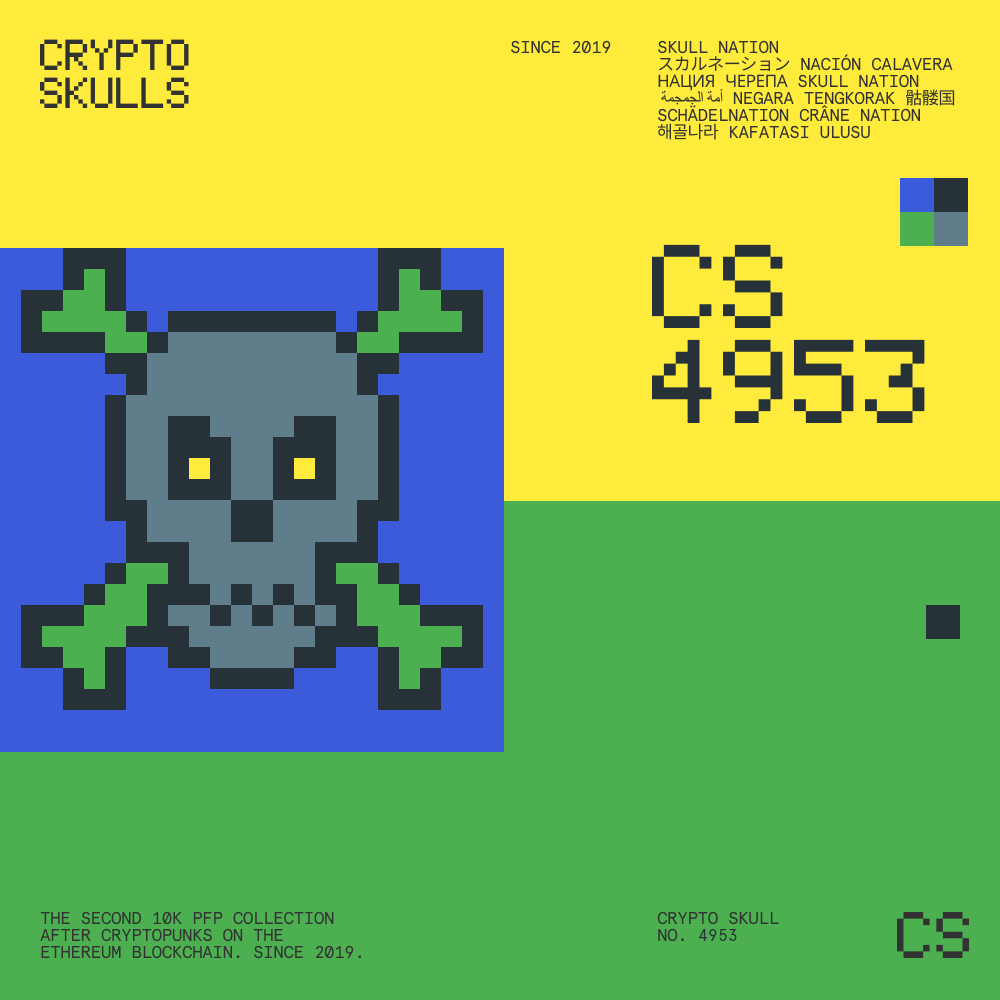 CRYPTO
SKULLS
SINCE 2019
SKULL NATION
スカルネーション NACIÓN CALAVERA
НАЦИЯ ЧЕРЕПА SKULL NATION
أمة الجمجمة NEGARA TENGKORAK 骷髅国
SCHÄDELNATION CRÂNE NATION
해골나라 KAFATASI ULUSU
CS
4953
THE SECOND 10K PFP COLLECTION
AFTER CRYPTOPUNKS ON THE
ETHEREUM BLOCKCHAIN. SINCE 2019.
CRYPTO SKULL
NO. 4953
CS